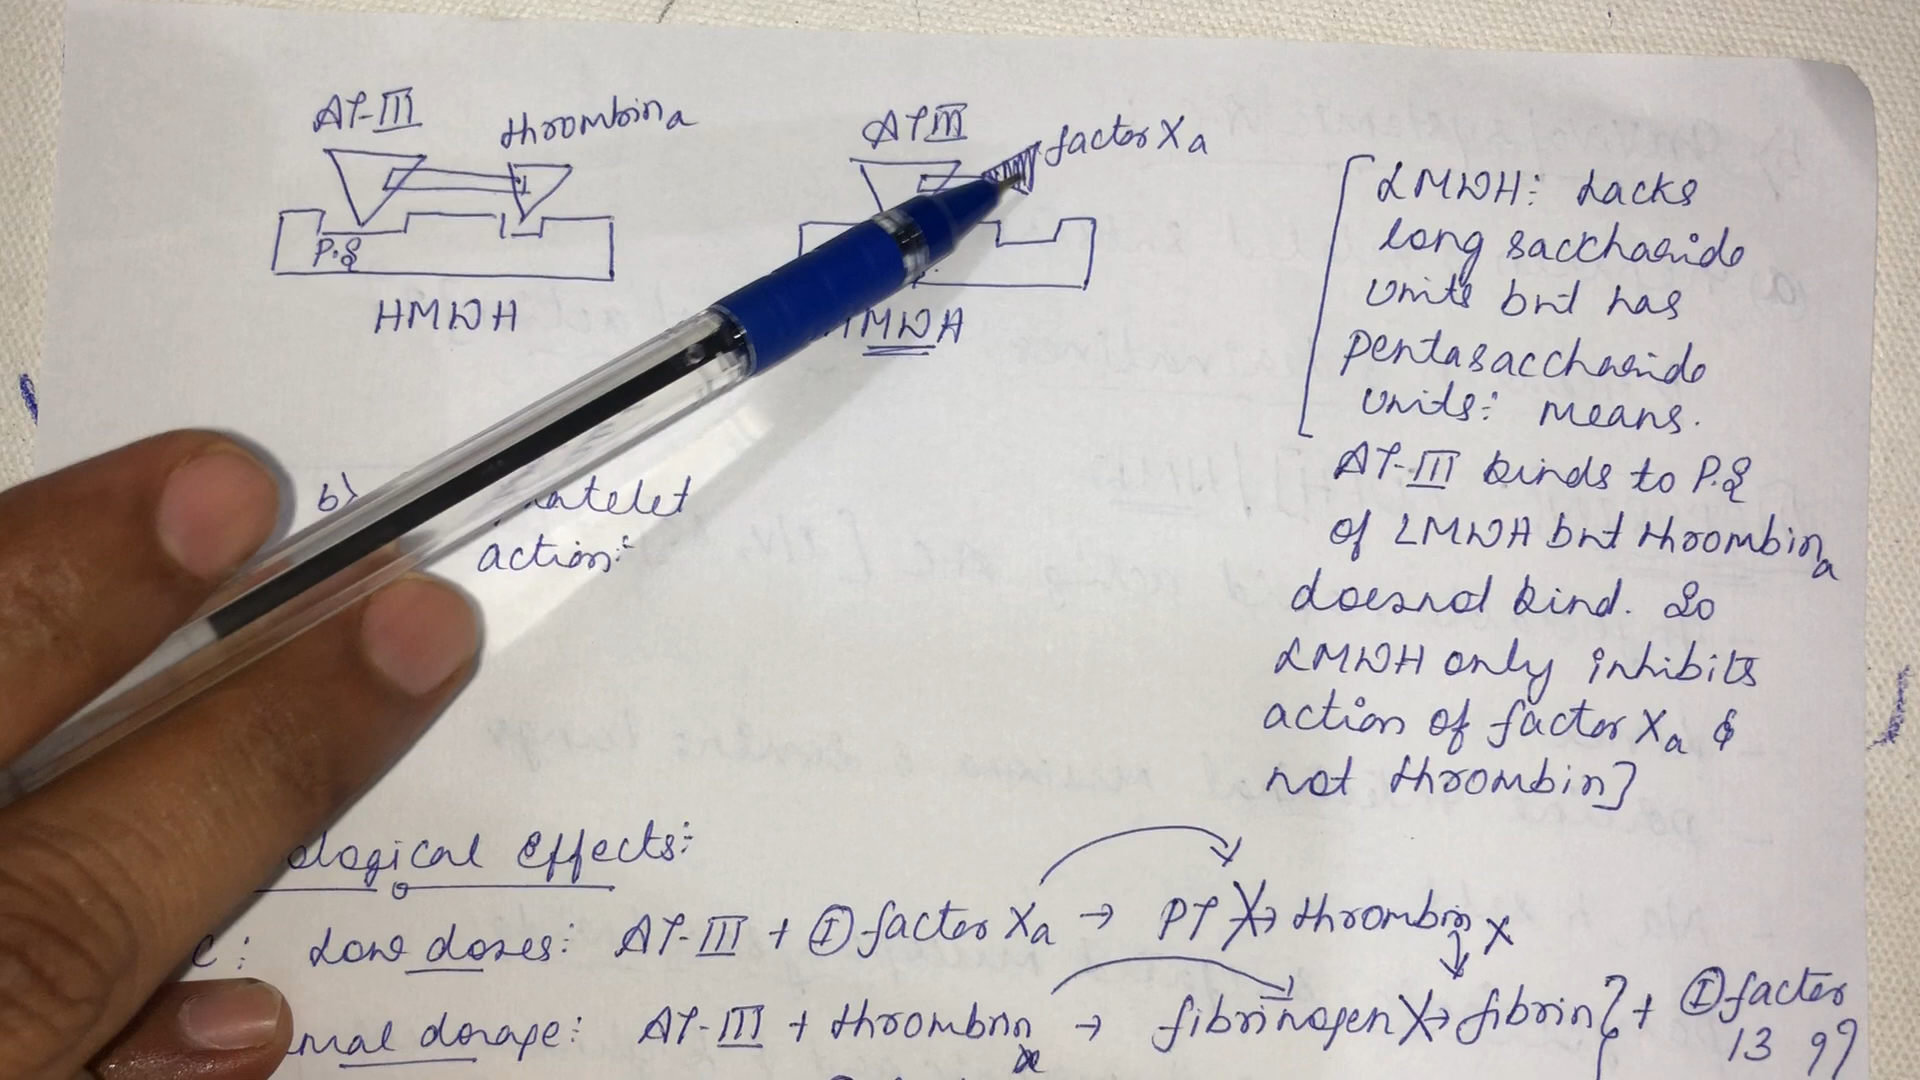 AT-III
thrombin a
P.S
HMWH
AT III
factor Xa
MWH
LMWH: Lacks
long saccharide
units but has
pentasaccharide
units: means.
AT-III binds to P.S
of LMWH but thrombin a
doesnot bind. So
LMWH only inhibits
action of factor Xa &
not thrombin]
b)
action:
ological effects:
C: Low doses: AT-III + I factor Xa → PT X→ thrombin X
mal dosage: AT-III + thrombin → fibrinogen X→ fibrin } + I factor
13